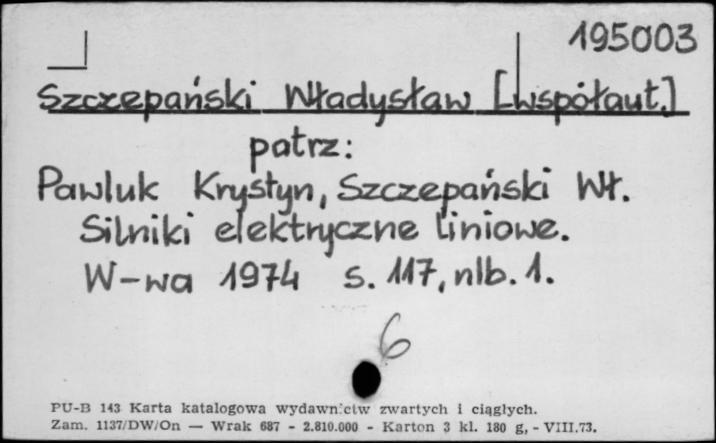 195003
Szczepański Władysław [współaut.]
patrz:
Pawluk Krystyn, Szczepański Wł.
Silniki elektryczne liniowe.
W-wa 1974 s. 117, nlb. 1.
6
PU-B 143 Karta katalogowa wydawnictw zwartych i ciągłych.
Zam. 1137/DW/On — Wrak 687 - 2.810.000 - Karton 3 kl. 180 g, - VIII.73.